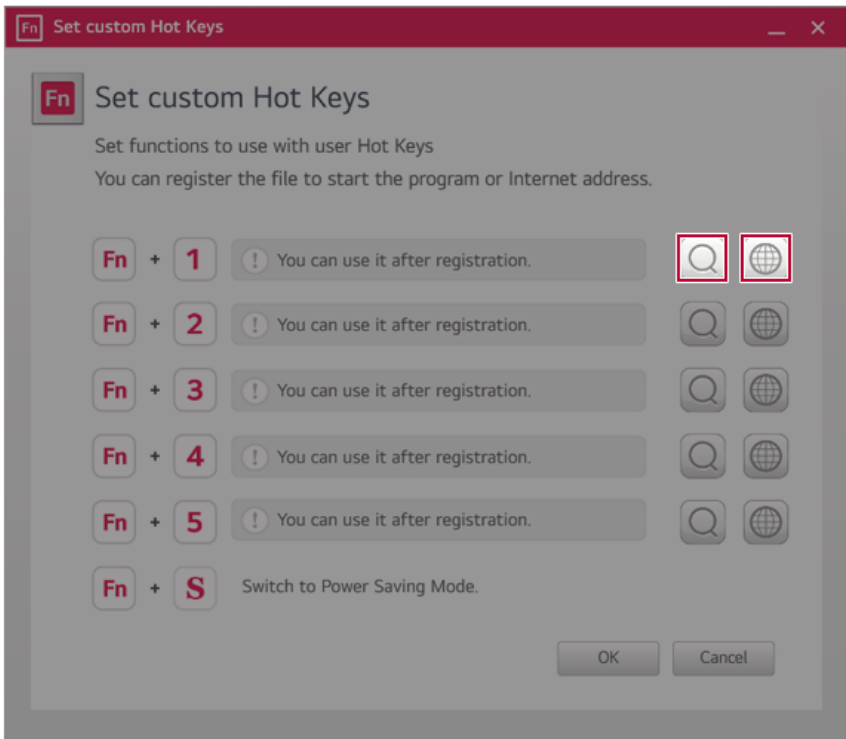 Fn Set custom Hot Keys
Fn Set custom Hot Keys
Set functions to use with user Hot Keys
You can register the file to start the program or Internet address.
Fn + 1 ! You can use it after registration.
Fn + 2 ! You can use it after registration.
Fn + 3 ! You can use it after registration.
Fn + 4 ! You can use it after registration.
Fn + 5 ! You can use it after registration.
Fn + S Switch to Power Saving Mode.
OK Cancel